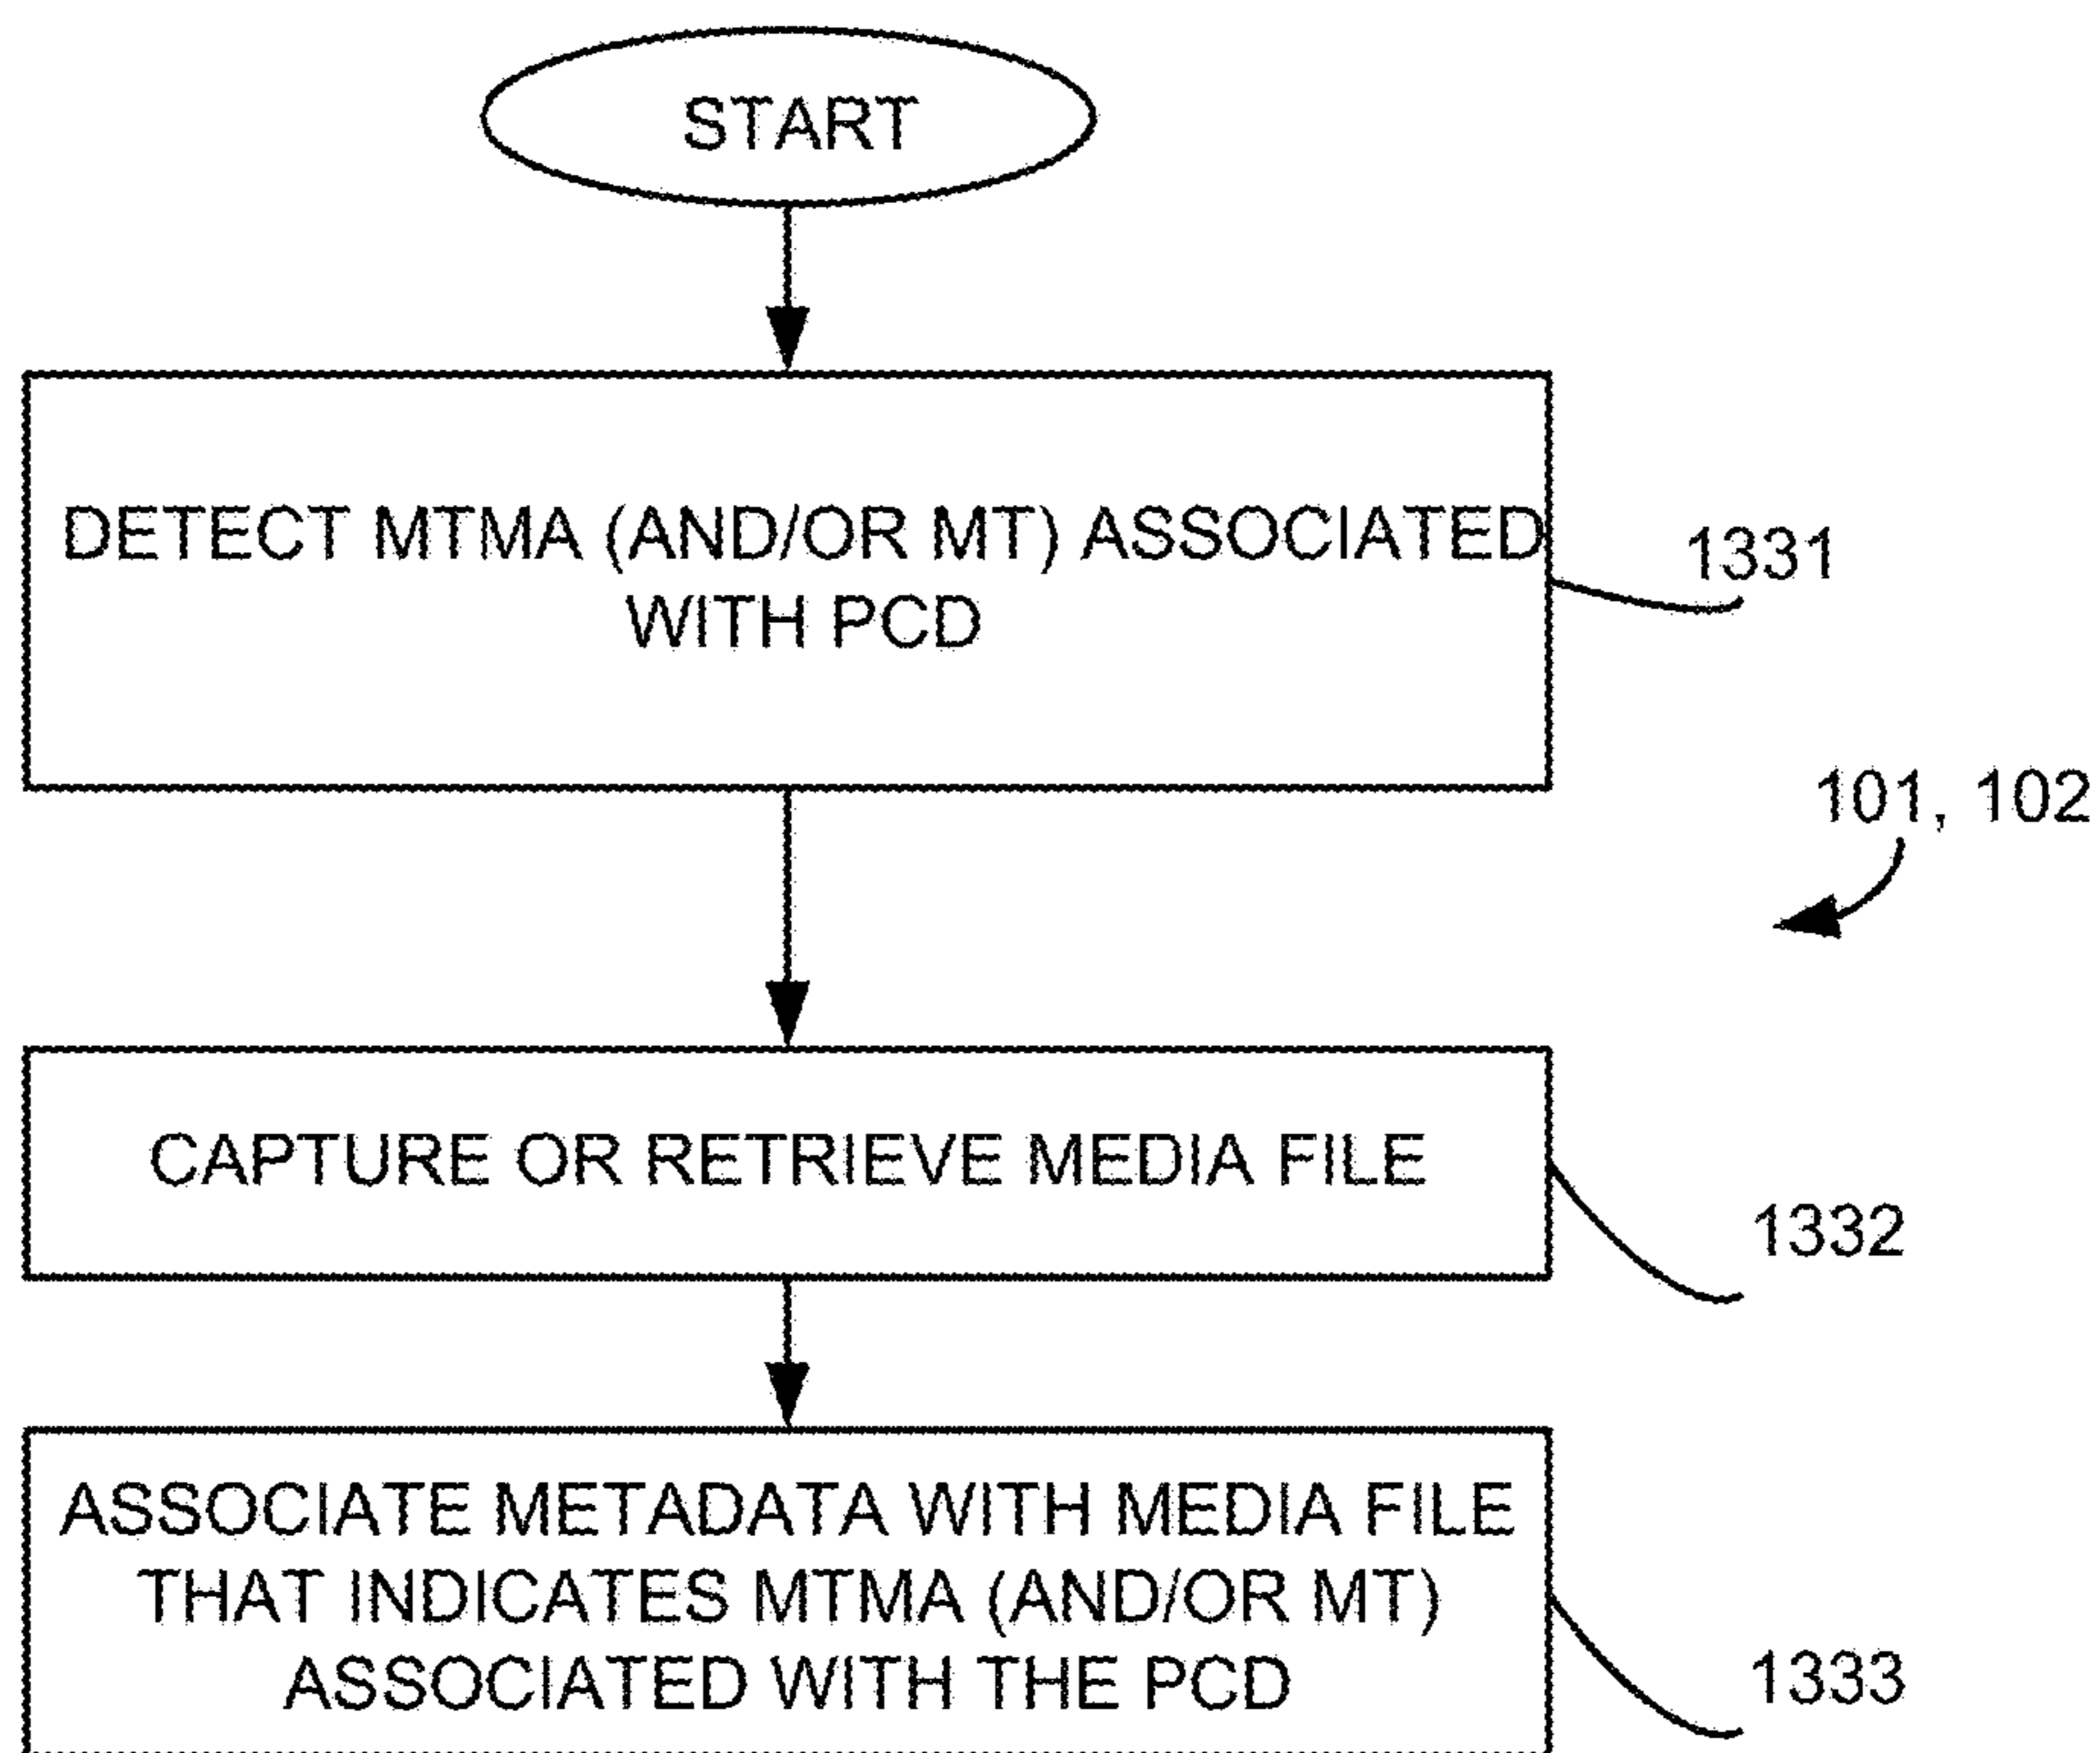 START
DETECT MTMA (AND/OR MT) ASSOCIATED
WITH PCD
1331
101, 102
CAPTURE OR RETRIEVE MEDIA FILE
1332
ASSOCIATE METADATA WITH MEDIA FILE
THAT INDICATES MTMA (AND/OR MT)
ASSOCIATED WITH THE PCD
1333